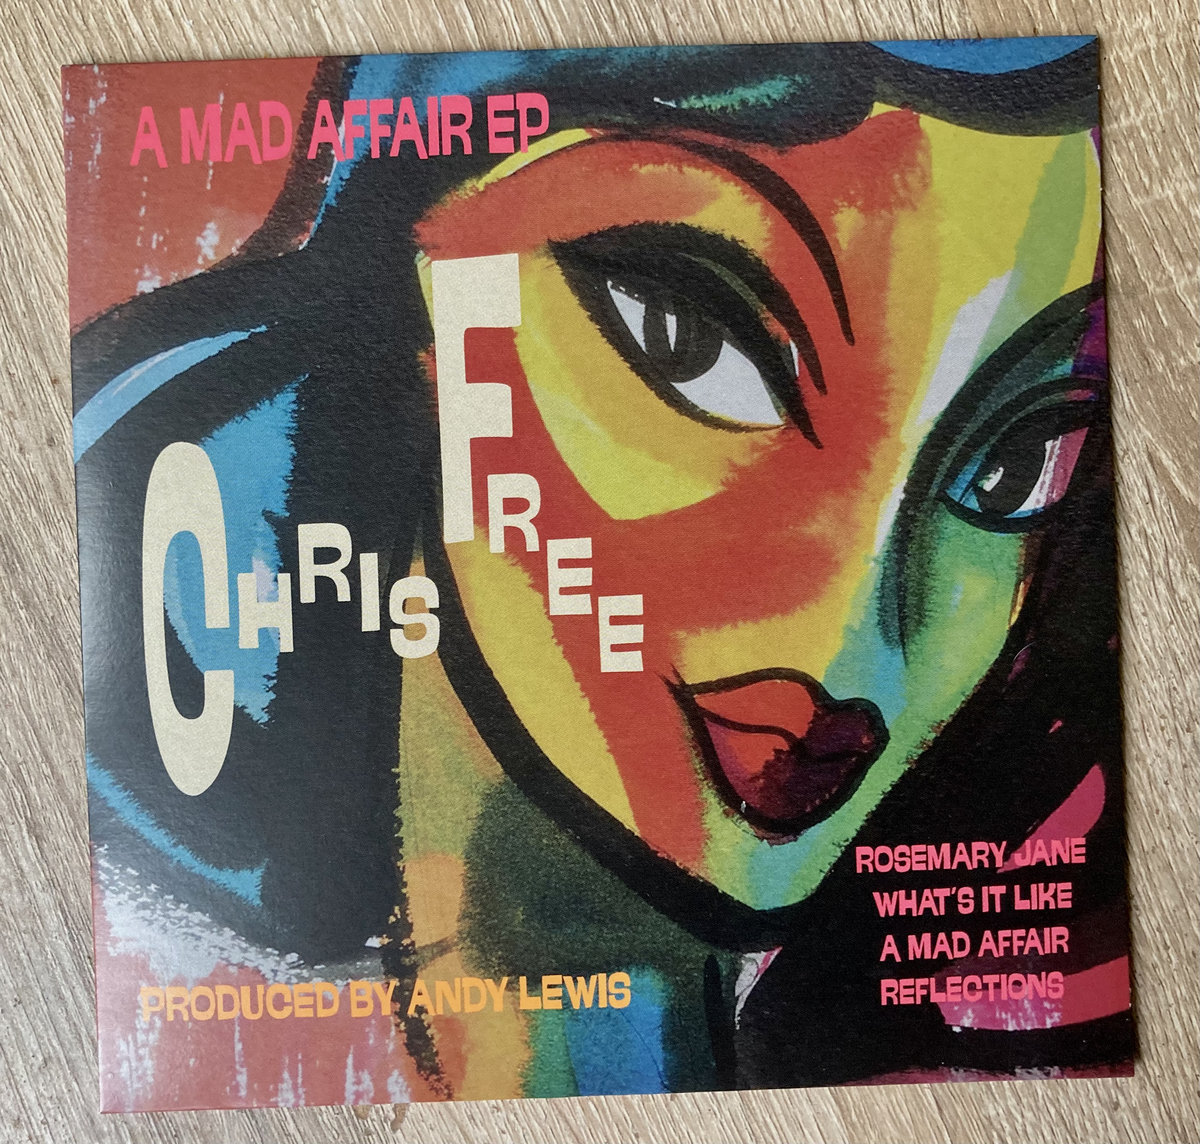 A MAD AFFAIR EP
CHRIS FREE
ROSEMARY JANE
WHAT'S IT LIKE
A MAD AFFAIR
REFLECTIONS
PRODUCED BY ANDY LEWIS